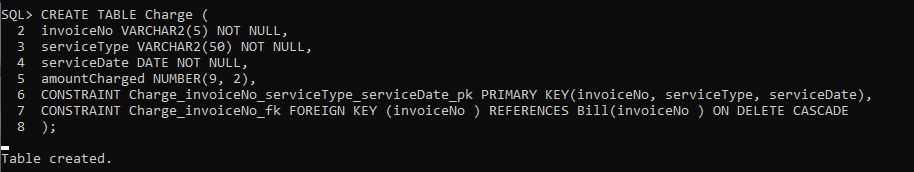 SQL> CREATE TABLE Charge (
  2  invoiceNo VARCHAR2(5) NOT NULL,
  3  serviceType VARCHAR2(50) NOT NULL,
  4  serviceDate DATE NOT NULL,
  5  amountCharged NUMBER(9, 2),
  6  CONSTRAINT Charge_invoiceNo_serviceType_serviceDate_pk PRIMARY KEY(invoiceNo, serviceType, serviceDate),
  7  CONSTRAINT Charge_invoiceNo_fk FOREIGN KEY (invoiceNo ) REFERENCES Bill(invoiceNo ) ON DELETE CASCADE
  8  );
Table created.